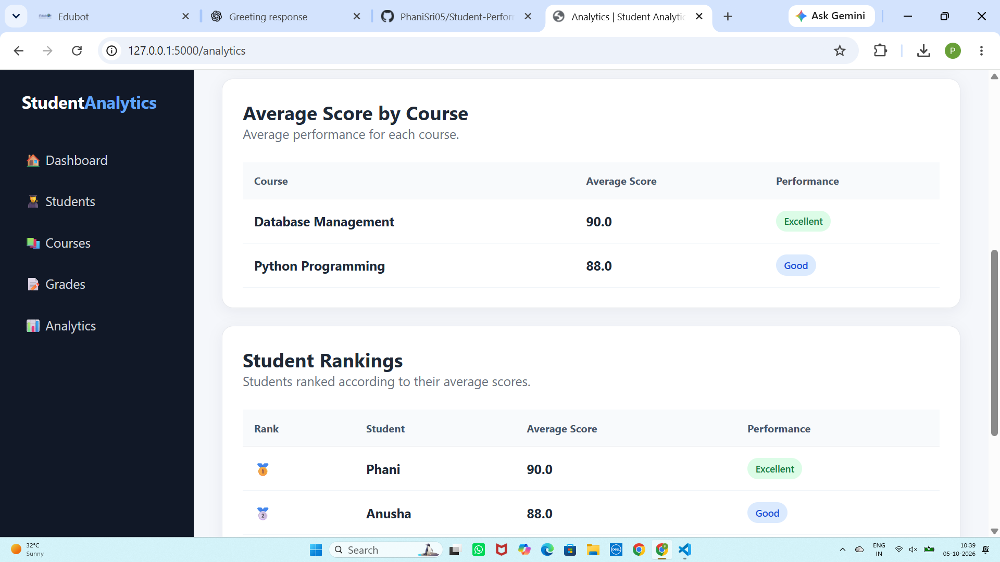 Edubot
Greeting response
PhaniSri05/Student-Perfor
Analytics | Student Analytic
Ask Gemini
127.0.0.1:5000/analytics
P
StudentAnalytics
Dashboard
Students
Courses
Grades
Analytics
Average Score by Course
Average performance for each course.
Course Average Score Performance
Database Management 90.0 Excellent
Python Programming 88.0 Good
Student Rankings
Students ranked according to their average scores.
Rank Student Average Score Performance
1 Phani 90.0 Excellent
2 Anusha 88.0 Good
32°C
Sunny
Search
DELL
ENG
IN
10:39
05-10-2026